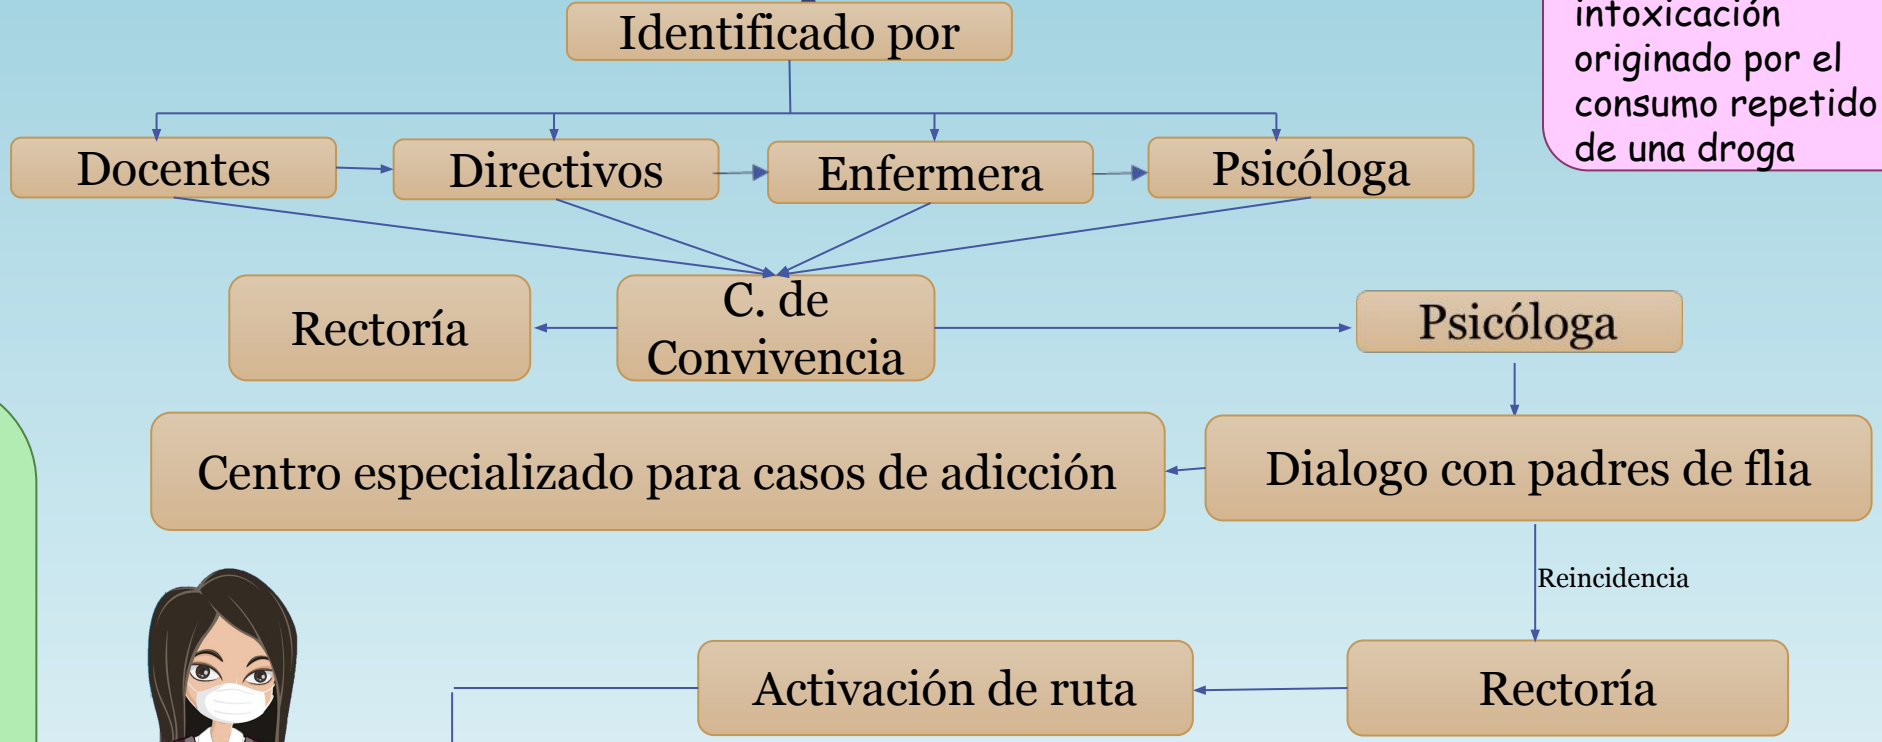 Identificado por
intoxicación
originado por el
consumo repetido
de una droga
Docentes
Directivos
Enfermera
Psicóloga
Rectoría
C. de
Convivencia
Psicóloga
Centro especializado para casos de adicción
Dialogo con padres de flia
Reincidencia
Activación de ruta
Rectoría